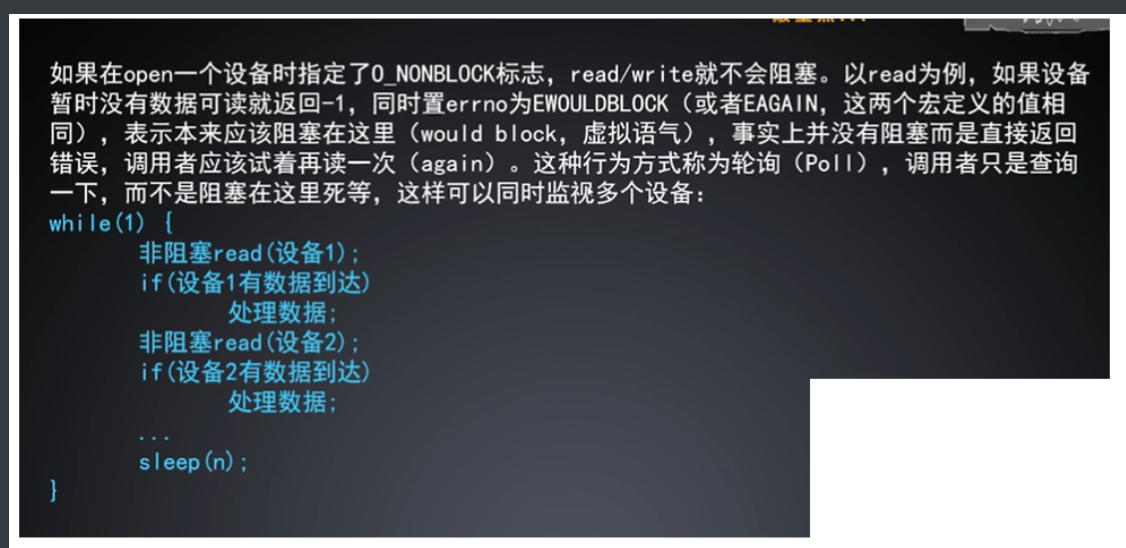 如果在open一个设备时指定了O_NONBLOCK标志，read/write就不会阻塞。以read为例，如果设备
暂时没有数据可读就返回-1，同时置errno为EWOULDBLOCK（或者EAGAIN，这两个宏定义的值相
同），表示本来应该阻塞在这里（would block，虚拟语气），事实上并没有阻塞而是直接返回
错误，调用者应该试着再读一次（again）。这种行为方式称为轮询（Poll），调用者只是查询
一下，而不是阻塞在这里死等，这样可以同时监视多个设备：
while(1) {
非阻塞read(设备1);
if(设备1有数据到达)
处理数据;
非阻塞read(设备2);
if(设备2有数据到达)
处理数据;
...
sleep(n);
}